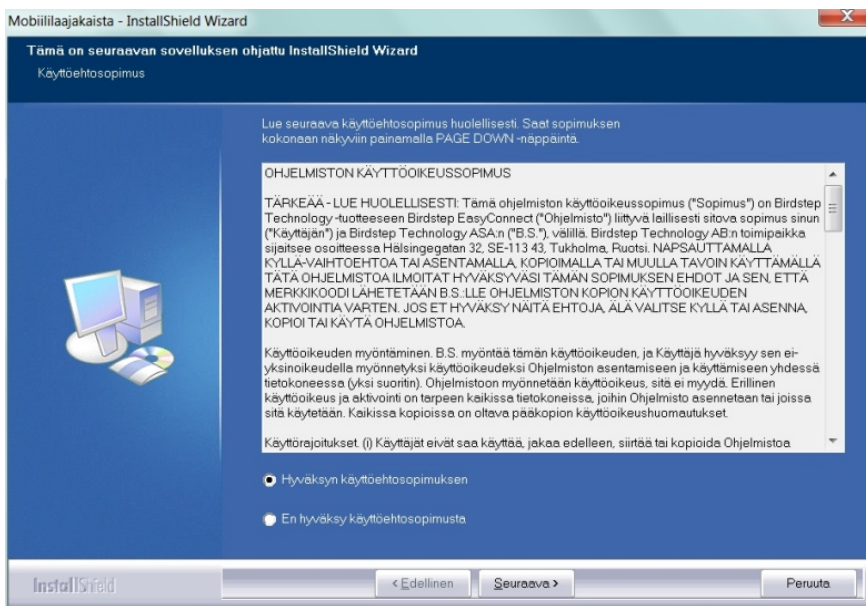 Mobiililaajakaista - InstallShield Wizard
Tämä on seuraavan sovelluksen ohjattu InstallShield Wizard
Käyttöehtosopimus
Lue seuraava käyttöehtosopimus huolellisesti. Saat sopimuksen
kokonaan näkyviin painamalla PAGE DOWN -näppäintä.
OHJELMISTON KÄYTTÖOIKEUSSOPIMUS
TÄRKEÄÄ - LUE HUOLELLISESTI: Tämä ohjelmiston käyttöoikeussopimus ("Sopimus") on Birdstep
Technology -tuotteeseen Birdstep EasyConnect ("Ohjelmisto") liittyvä laillisesti sitova sopimus sinun
("Käyttäjän") ja Birdstep Technology ASA:n ("B.S."), välillä. Birdstep Technology AB:n toimipaikka
sijaitsee osoitteessa Hälsingegatan 32, SE-113 43, Tukholma, Ruotsi. NAPSAUTTAMALLA
KYLLÄ-VAIHTOEHTOA TAI ASENTAMALLA, KOPIOIMALLA TAI MUULLA TAVOIN KÄYTTÄMÄLLÄ
TÄTÄ OHJELMISTOA ILMOITAT HYVÄKSYVÄSI TÄMÄN SOPIMUKSEN EHDOT JA SEN, ETTÄ
MERKKIKOODI LÄHETETÄÄN B.S.:LLE OHJELMISTON KOPION KÄYTTÖOIKEUDEN
AKTIVOINTIA VARTEN. JOS ET HYVÄKSY NÄITÄ EHTOJA, ÄLÄ VALITSE KYLLÄ TAI ASENNA,
KOPIOI TAI KÄYTÄ OHJELMISTOA.
Käyttöoikeuden myöntäminen. B.S. myöntää tämän käyttöoikeuden, ja Käyttäjä hyväksyy sen ei-
yksinoikeudella myönnetyksi käyttöoikeudeksi Ohjelmiston asentamiseen ja käyttämiseen yhdessä
tietokoneessa (yksi suoritin). Ohjelmistoon myönnetään käyttöoikeus, sitä ei myydä. Erillinen
käyttöoikeus ja aktivointi on tarpeen kaikissa tietokoneissa, joihin Ohjelmisto asennetaan tai joissa
sitä käytetään. Kaikissa kopioissa on oltava pääkopion käyttöoikeushuomautukset.
Käyttörajoitukset. (i) Käyttäjät eivät saa käyttää, jakaa edelleen, siirtää tai kopioida Ohjelmistoa
Hyväksyn käyttöehtosopimuksen
En hyväksy käyttöehtosopimusta
InstallShield
< Edellinen
Seuraava >
Peruuta